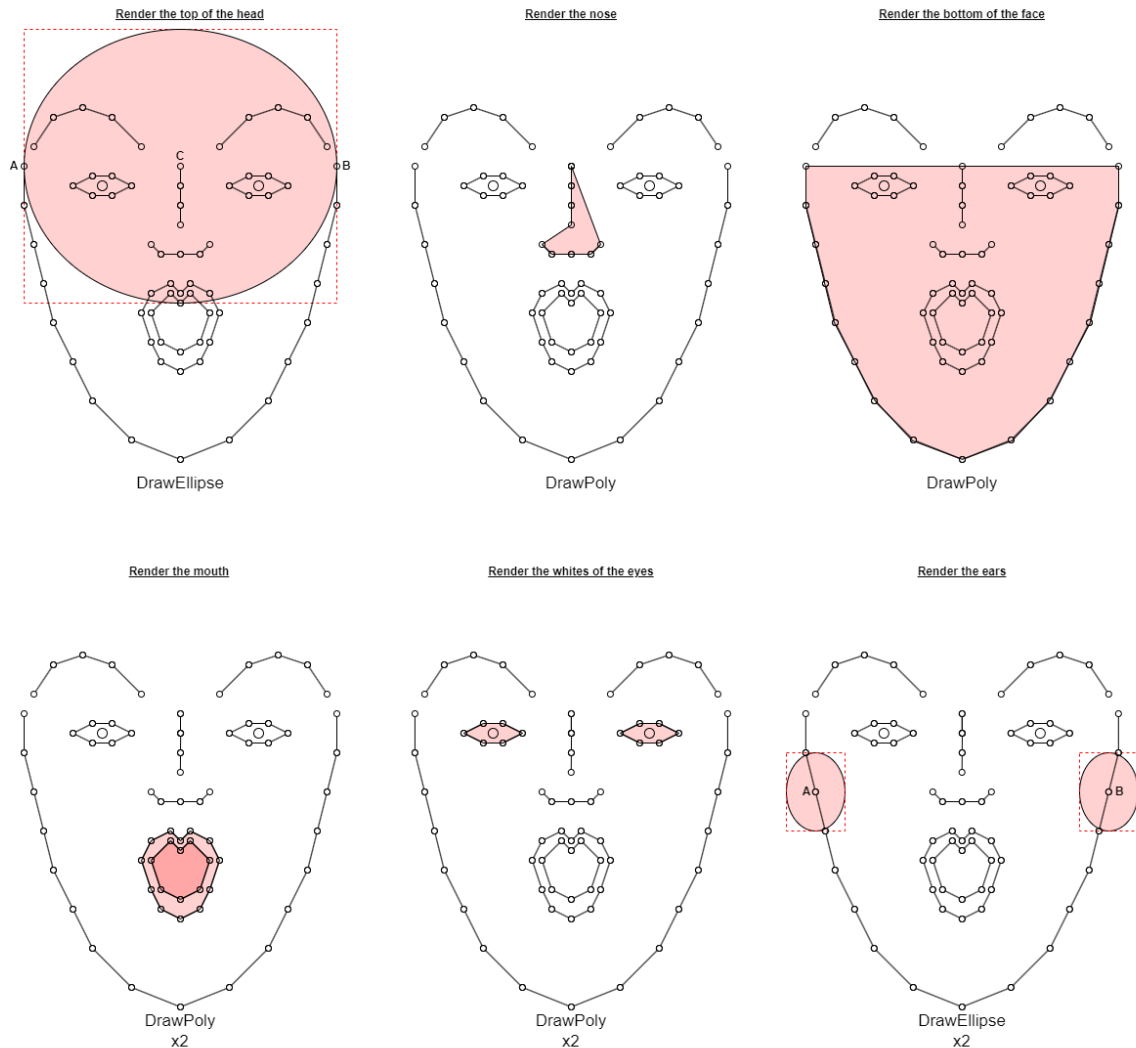 Render the top of the head
Render the nose
Render the bottom of the face
C
A
B
DrawEllipse
DrawPoly
DrawPoly
Render the mouth
Render the whites of the eyes
Render the ears
A
B
DrawPoly
x2
DrawPoly
x2
DrawEllipse
x2